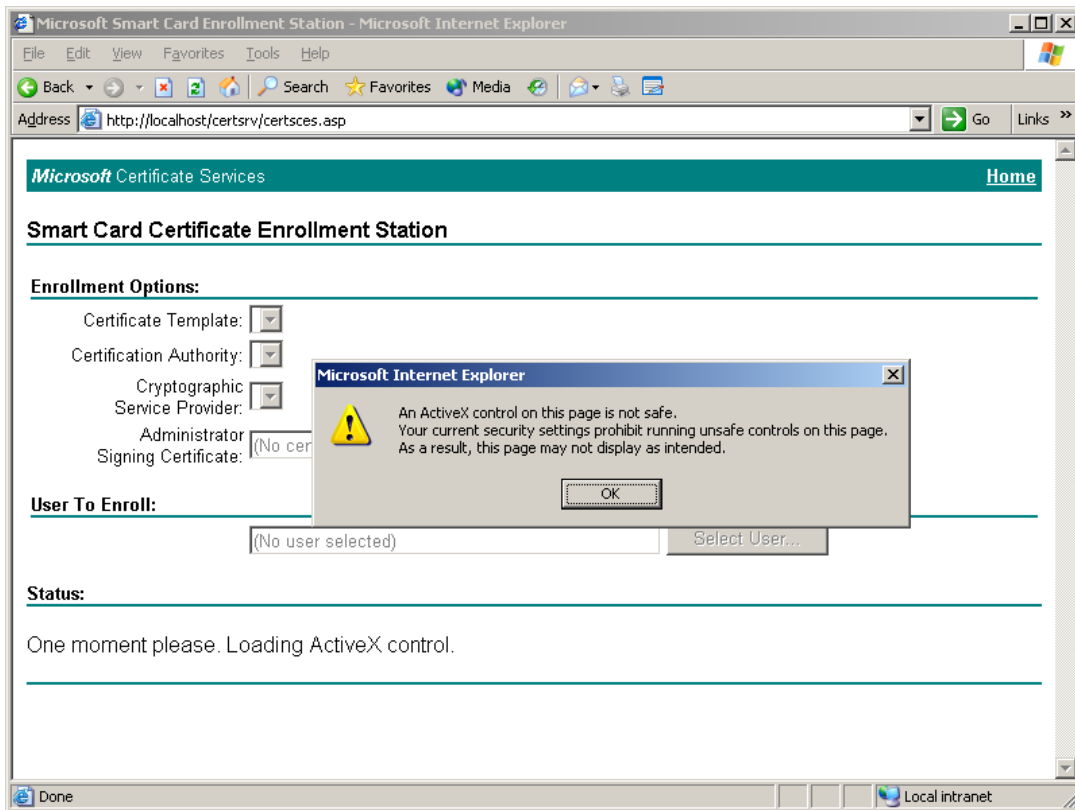 Microsoft Smart Card Enrollment Station - Microsoft Internet Explorer
File Edit View Favorites Tools Help
Back Search Favorites Media
Address http://localhost/certsrv/certsces.asp Go Links »
Microsoft Certificate Services Home
Smart Card Certificate Enrollment Station
Enrollment Options:
Certificate Template:
Certification Authority:
Cryptographic
Service Provider:
Administrator
Signing Certificate: (No cer
Microsoft Internet Explorer
An ActiveX control on this page is not safe.
Your current security settings prohibit running unsafe controls on this page.
As a result, this page may not display as intended.
OK
User To Enroll:
(No user selected) Select User...
Status:
One moment please. Loading ActiveX control.
Done Local intranet